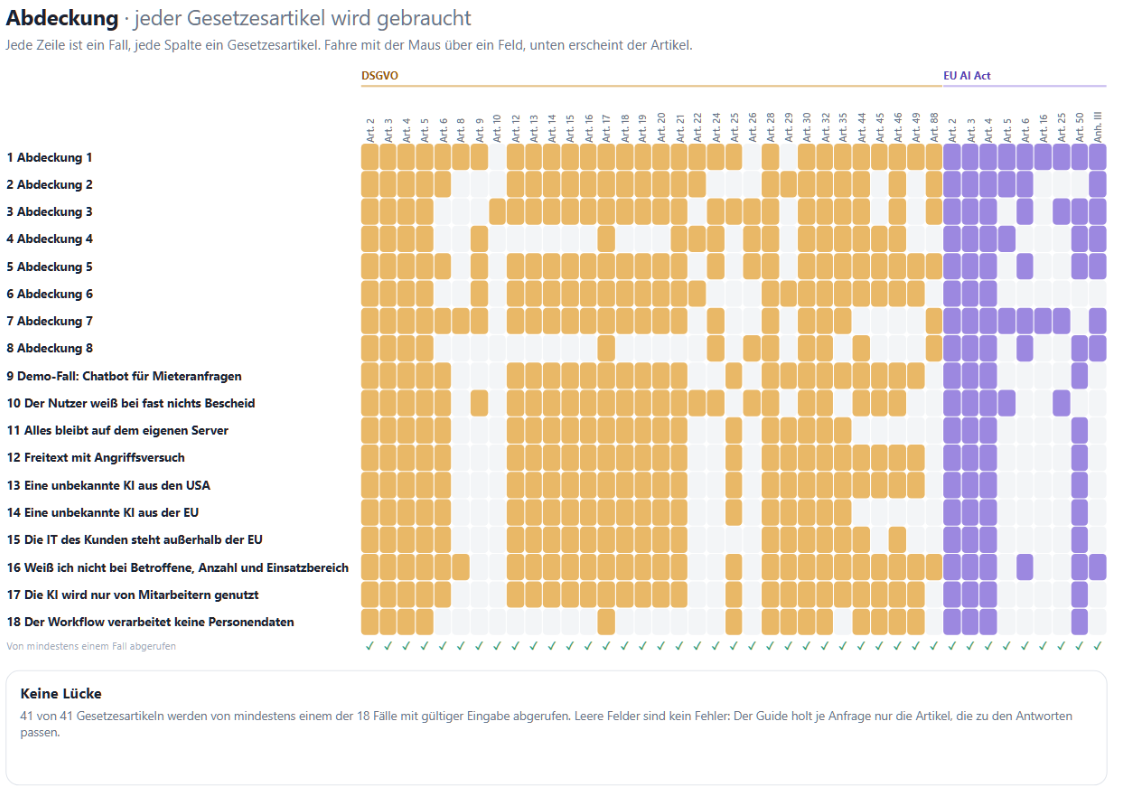 Abdeckung · jeder Gesetzesartikel wird gebraucht
Jede Zeile ist ein Fall, jede Spalte ein Gesetzesartikel. Fahre mit der Maus über ein Feld, unten erscheint der Artikel.
DSGVO EU AI Act
Art. 2 Art. 3 Art. 4 Art. 5 Art. 6 Art. 8 Art. 9 Art. 10 Art. 12 Art. 13 Art. 14 Art. 15 Art. 16 Art. 17 Art. 18 Art. 19 Art. 20 Art. 21 Art. 22 Art. 24 Art. 25 Art. 26 Art. 28 Art. 29 Art. 30 Art. 32 Art. 35 Art. 44 Art. 45 Art. 46 Art. 49 Art. 88 Art. 2 Art. 3 Art. 4 Art. 5 Art. 6 Art. 16 Art. 25 Art. 50 Anh. III
1 Abdeckung 1
2 Abdeckung 2
3 Abdeckung 3
4 Abdeckung 4
5 Abdeckung 5
6 Abdeckung 6
7 Abdeckung 7
8 Abdeckung 8
9 Demo-Fall: Chatbot für Mieteranfragen
10 Der Nutzer weiß bei fast nichts Bescheid
11 Alles bleibt auf dem eigenen Server
12 Freitext mit Angriffsversuch
13 Eine unbekannte KI aus den USA
14 Eine unbekannte KI aus der EU
15 Die IT des Kunden steht außerhalb der EU
16 Weiß ich nicht bei Betroffene, Anzahl und Einsatzbereich
17 Die KI wird nur von Mitarbeitern genutzt
18 Der Workflow verarbeitet keine Personendaten
Von mindestens einem Fall abgerufen ✓ ✓ ✓ ✓ ✓ ✓ ✓ ✓ ✓ ✓ ✓ ✓ ✓ ✓ ✓ ✓ ✓ ✓ ✓ ✓ ✓ ✓ ✓ ✓ ✓ ✓ ✓ ✓ ✓ ✓ ✓ ✓ ✓ ✓ ✓ ✓ ✓ ✓ ✓ ✓ ✓
Keine Lücke
41 von 41 Gesetzesartikeln werden von mindestens einem der 18 Fälle mit gültiger Eingabe abgerufen. Leere Felder sind kein Fehler: Der Guide holt je Anfrage nur die Artikel, die zu den Antworten
passen.